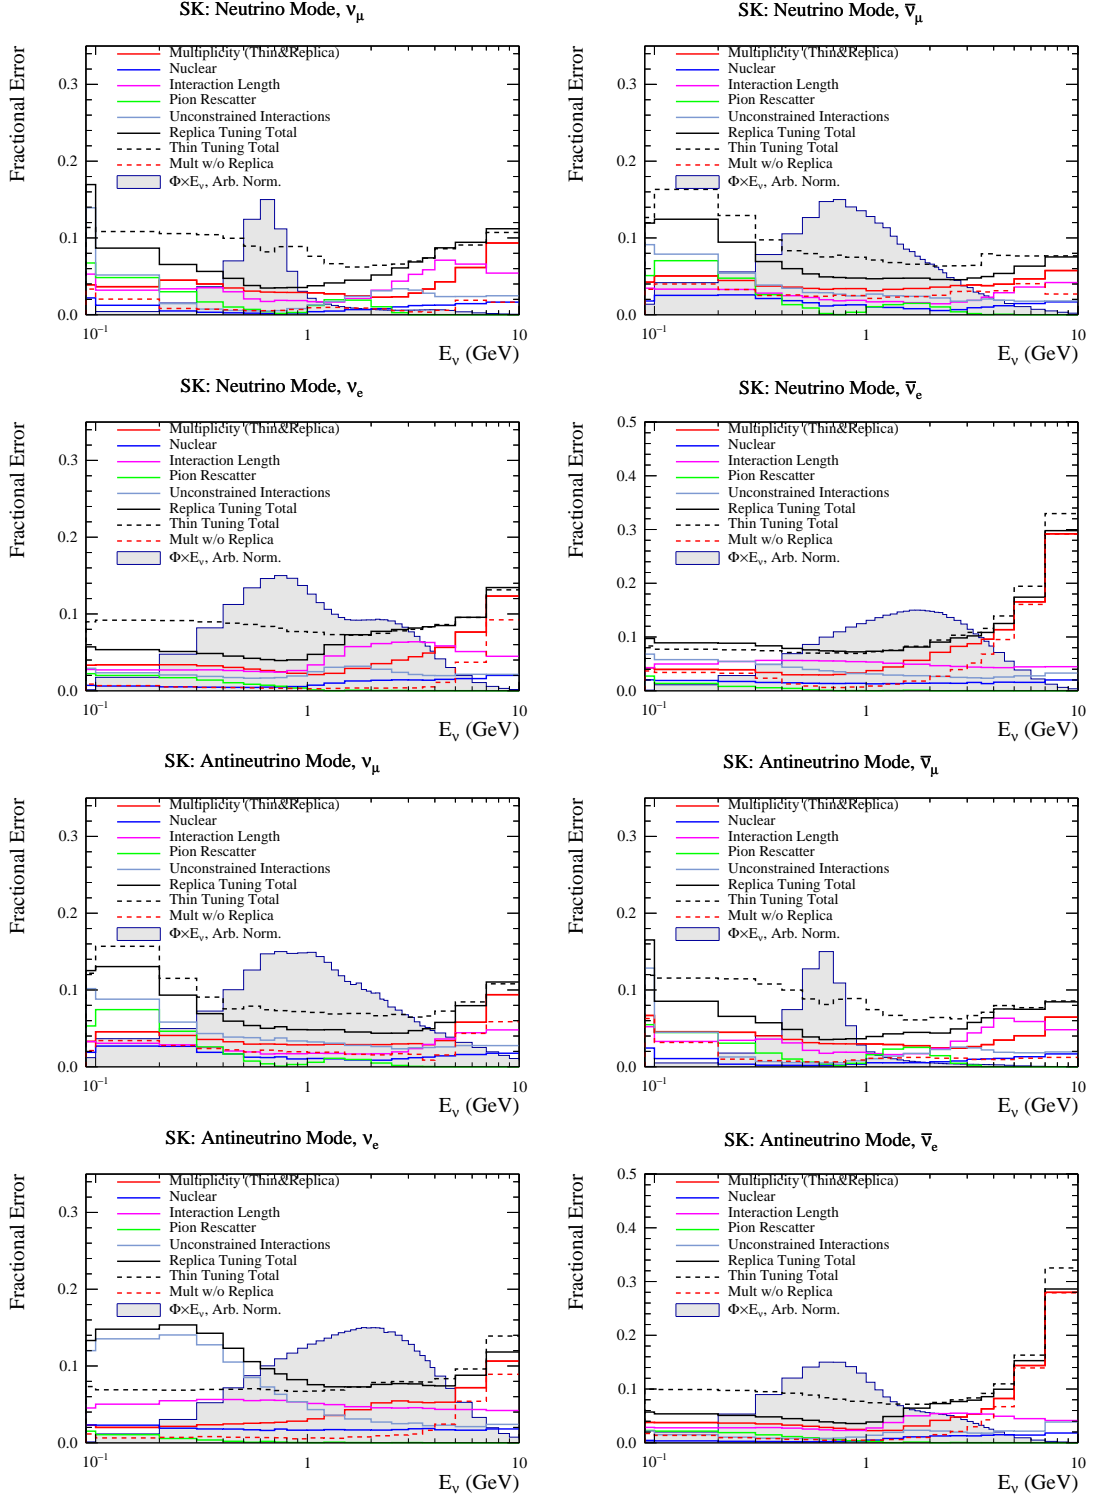 SK: Neutrino Mode, νμ
Fractional Error
0.3
0.2
0.1
0.0
Multiplicity (Thin&Replica)
Nuclear
Interaction Length
Pion Rescatter
Unconstrained Interactions
Replica Tuning Total
Thin Tuning Total
Mult w/o Replica
Φ×Eν, Arb. Norm.
10⁻¹ 1 10
Eν (GeV)
SK: Neutrino Mode, ν̄μ
Fractional Error
0.3
0.2
0.1
0.0
Multiplicity (Thin&Replica)
Nuclear
Interaction Length
Pion Rescatter
Unconstrained Interactions
Replica Tuning Total
Thin Tuning Total
Mult w/o Replica
Φ×Eν, Arb. Norm.
10⁻¹ 1 10
Eν (GeV)
SK: Neutrino Mode, νe
Fractional Error
0.3
0.2
0.1
0.0
Multiplicity (Thin&Replica)
Nuclear
Interaction Length
Pion Rescatter
Unconstrained Interactions
Replica Tuning Total
Thin Tuning Total
Mult w/o Replica
Φ×Eν, Arb. Norm.
10⁻¹ 1 10
Eν (GeV)
SK: Neutrino Mode, ν̄e
Fractional Error
0.5
0.4
0.3
0.2
0.1
0.0
Multiplicity (Thin&Replica)
Nuclear
Interaction Length
Pion Rescatter
Unconstrained Interactions
Replica Tuning Total
Thin Tuning Total
Mult w/o Replica
Φ×Eν, Arb. Norm.
10⁻¹ 1 10
Eν (GeV)
SK: Antineutrino Mode, νμ
Fractional Error
0.3
0.2
0.1
0.0
Multiplicity (Thin&Replica)
Nuclear
Interaction Length
Pion Rescatter
Unconstrained Interactions
Replica Tuning Total
Thin Tuning Total
Mult w/o Replica
Φ×Eν, Arb. Norm.
10⁻¹ 1 10
Eν (GeV)
SK: Antineutrino Mode, ν̄μ
Fractional Error
0.3
0.2
0.1
0.0
Multiplicity (Thin&Replica)
Nuclear
Interaction Length
Pion Rescatter
Unconstrained Interactions
Replica Tuning Total
Thin Tuning Total
Mult w/o Replica
Φ×Eν, Arb. Norm.
10⁻¹ 1 10
Eν (GeV)
SK: Antineutrino Mode, νe
Fractional Error
0.3
0.2
0.1
0.0
Multiplicity (Thin&Replica)
Nuclear
Interaction Length
Pion Rescatter
Unconstrained Interactions
Replica Tuning Total
Thin Tuning Total
Mult w/o Replica
Φ×Eν, Arb. Norm.
10⁻¹ 1 10
Eν (GeV)
SK: Antineutrino Mode, ν̄e
Fractional Error
0.5
0.4
0.3
0.2
0.1
0.0
Multiplicity (Thin&Replica)
Nuclear
Interaction Length
Pion Rescatter
Unconstrained Interactions
Replica Tuning Total
Thin Tuning Total
Mult w/o Replica
Φ×Eν, Arb. Norm.
10⁻¹ 1 10
Eν (GeV)